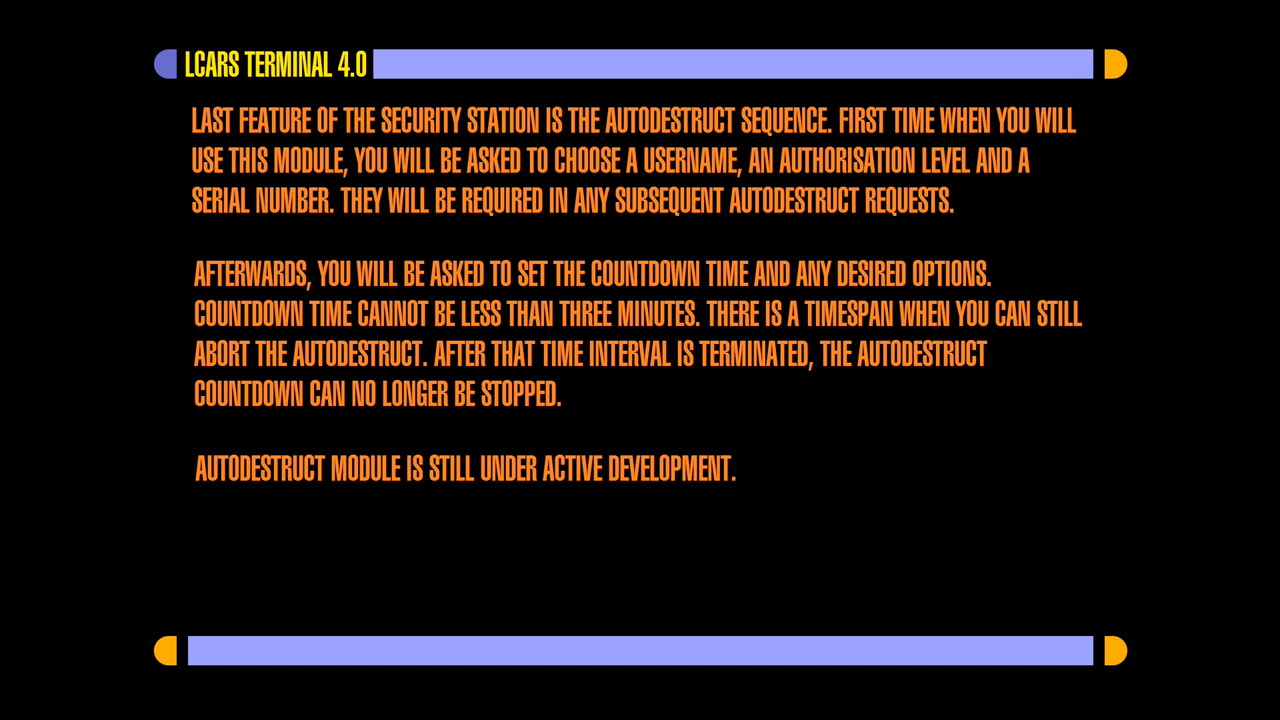 LCARS TERMINAL 4.0
LAST FEATURE OF THE SECURITY STATION IS THE AUTODESTRUCT SEQUENCE. FIRST TIME WHEN YOU WILL
USE THIS MODULE, YOU WILL BE ASKED TO CHOOSE A USERNAME, AN AUTHORISATION LEVEL AND A
SERIAL NUMBER. THEY WILL BE REQUIRED IN ANY SUBSEQUENT AUTODESTRUCT REQUESTS.
AFTERWARDS, YOU WILL BE ASKED TO SET THE COUNTDOWN TIME AND ANY DESIRED OPTIONS.
COUNTDOWN TIME CANNOT BE LESS THAN THREE MINUTES. THERE IS A TIMESPAN WHEN YOU CAN STILL
ABORT THE AUTODESTRUCT. AFTER THAT TIME INTERVAL IS TERMINATED, THE AUTODESTRUCT
COUNTDOWN CAN NO LONGER BE STOPPED.
AUTODESTRUCT MODULE IS STILL UNDER ACTIVE DEVELOPMENT.